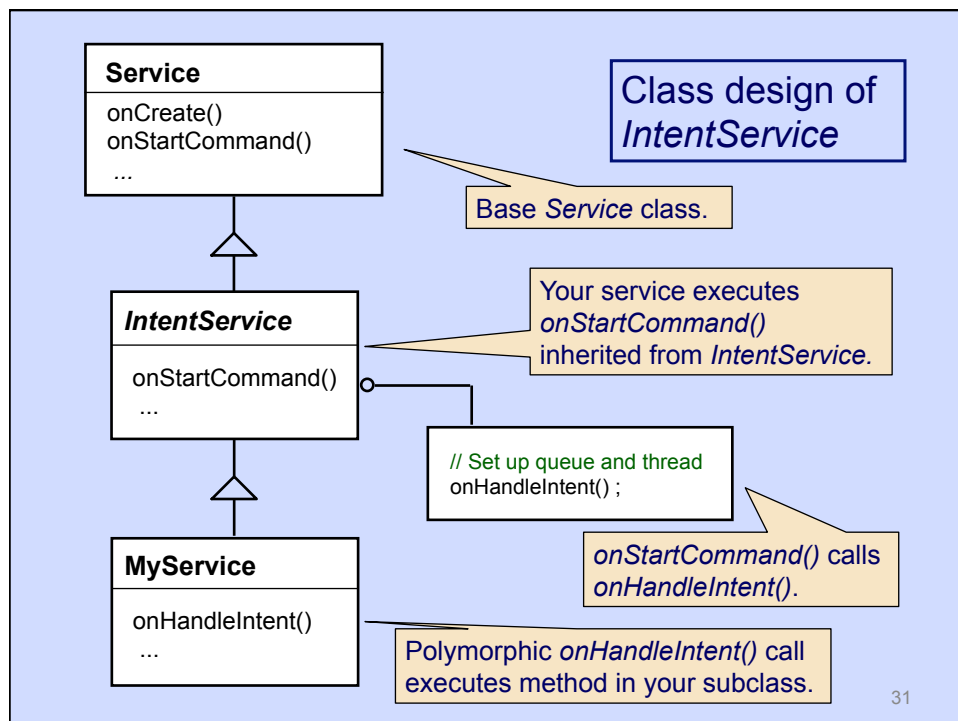 Service
onCreate()
onStartCommand()
...
Class design of
IntentService
Base Service class.
IntentService
onStartCommand()
...
Your service executes
onStartCommand()
inherited from IntentService.
// Set up queue and thread
onHandleIntent() ;
onStartCommand() calls
onHandleIntent().
MyService
onHandleIntent()
...
Polymorphic onHandleIntent() call
executes method in your subclass.
31